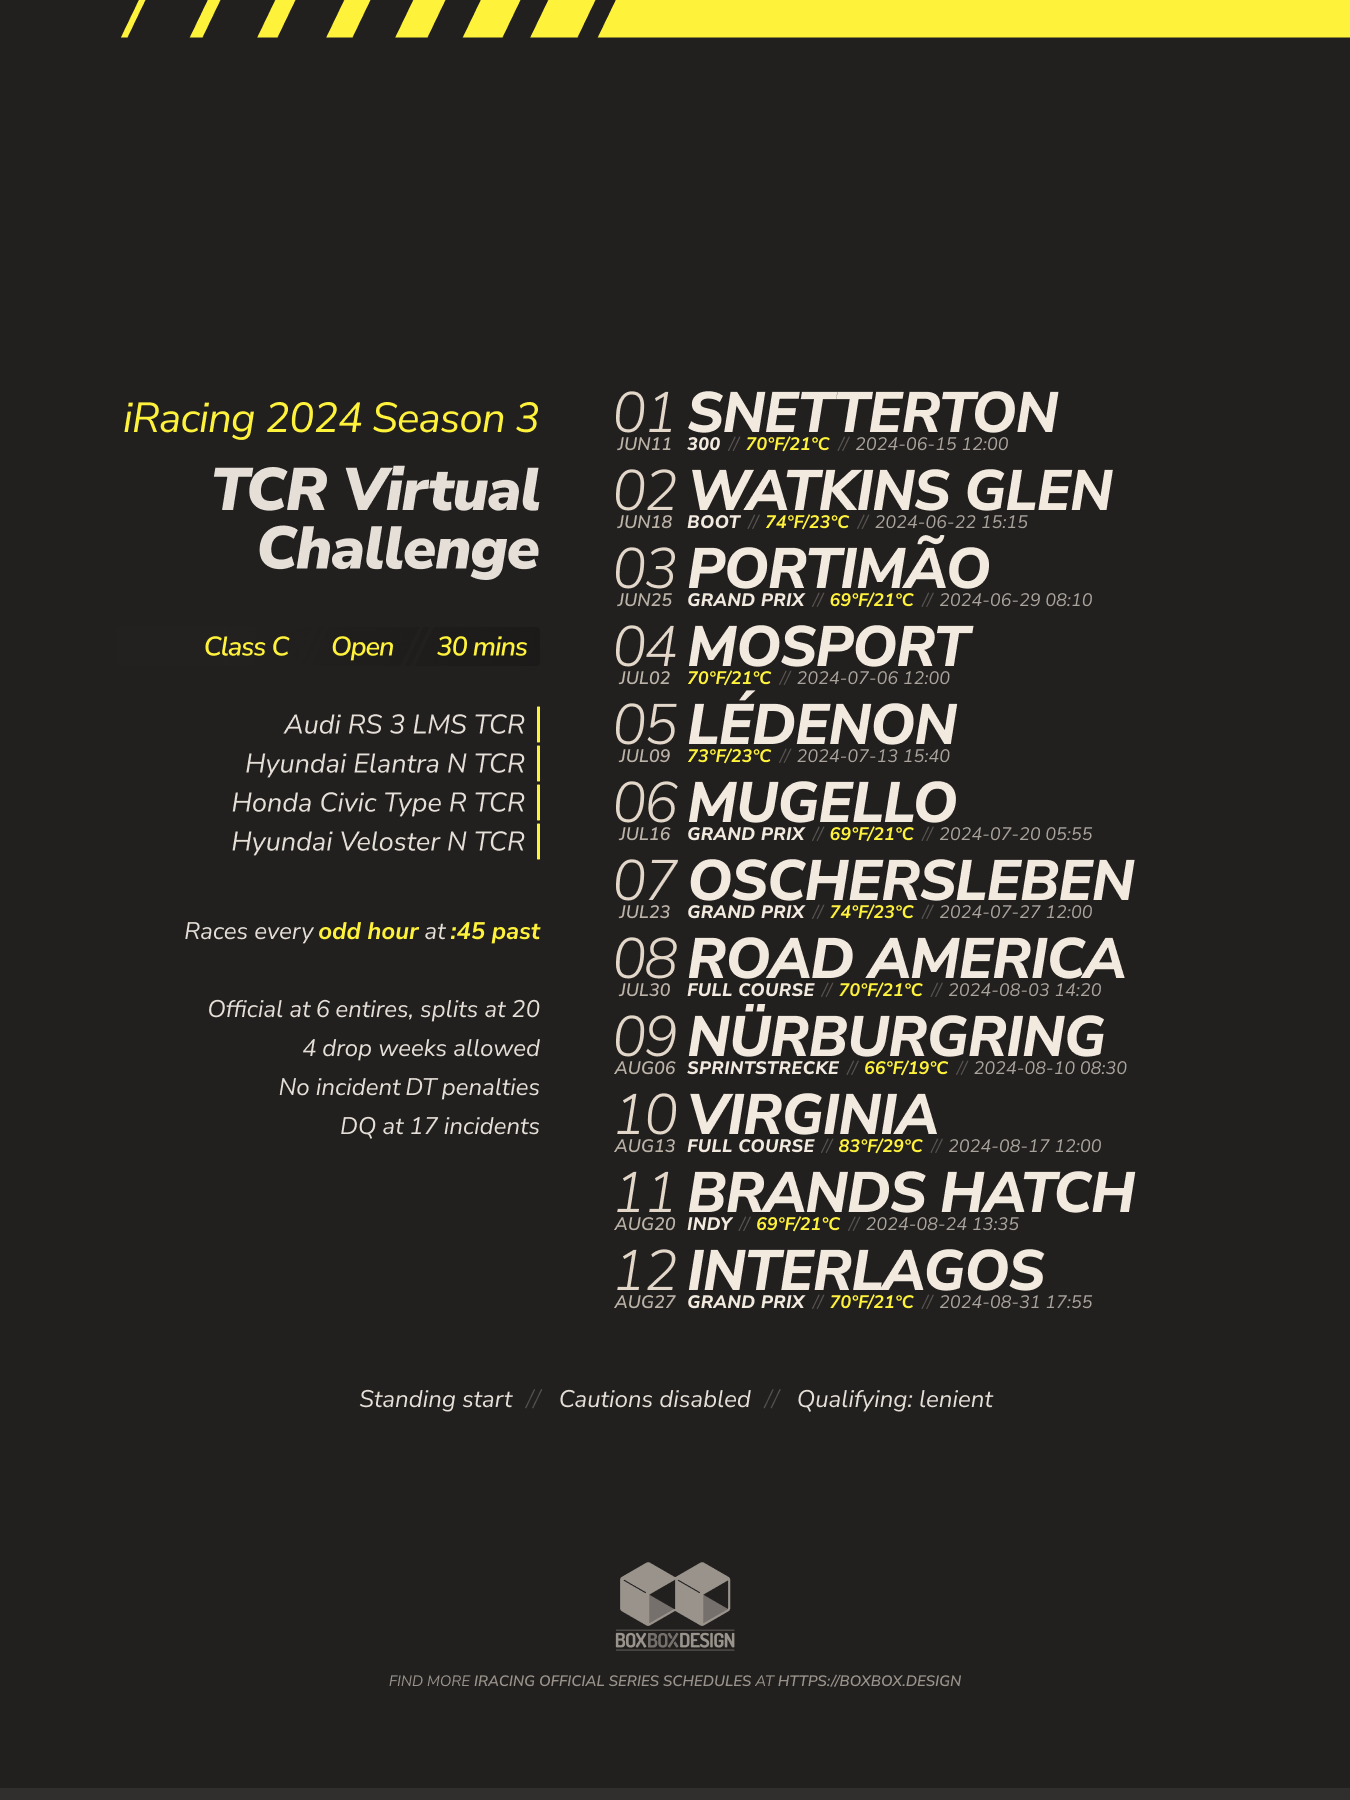 iRacing 2024 Season 3
TCR Virtual
Challenge
Class C // Open // 30 mins
Audi RS 3 LMS TCR
Hyundai Elantra N TCR
Honda Civic Type R TCR
Hyundai Veloster N TCR
Races every odd hour at :45 past
Official at 6 entires, splits at 20
4 drop weeks allowed
No incident DT penalties
DQ at 17 incidents
01 SNETTERTON
JUN11 300 // 70°F/21°C // 2024-06-15 12:00
02 WATKINS GLEN
JUN18 BOOT // 74°F/23°C // 2024-06-22 15:15
03 PORTIMÃO
JUN25 GRAND PRIX // 69°F/21°C // 2024-06-29 08:10
04 MOSPORT
JUL02 70°F/21°C // 2024-07-06 12:00
05 LÉDENON
JUL09 73°F/23°C // 2024-07-13 15:40
06 MUGELLO
JUL16 GRAND PRIX // 69°F/21°C // 2024-07-20 05:55
07 OSCHERSLEBEN
JUL23 GRAND PRIX // 74°F/23°C // 2024-07-27 12:00
08 ROAD AMERICA
JUL30 FULL COURSE // 70°F/21°C // 2024-08-03 14:20
09 NÜRBURGRING
AUG06 SPRINTSTRECKE // 66°F/19°C // 2024-08-10 08:30
10 VIRGINIA
AUG13 FULL COURSE // 83°F/29°C // 2024-08-17 12:00
11 BRANDS HATCH
AUG20 INDY // 69°F/21°C // 2024-08-24 13:35
12 INTERLAGOS
AUG27 GRAND PRIX // 70°F/21°C // 2024-08-31 17:55
Standing start // Cautions disabled // Qualifying: lenient
BOXBOXDESIGN
FIND MORE IRACING OFFICIAL SERIES SCHEDULES AT HTTPS://BOXBOX.DESIGN